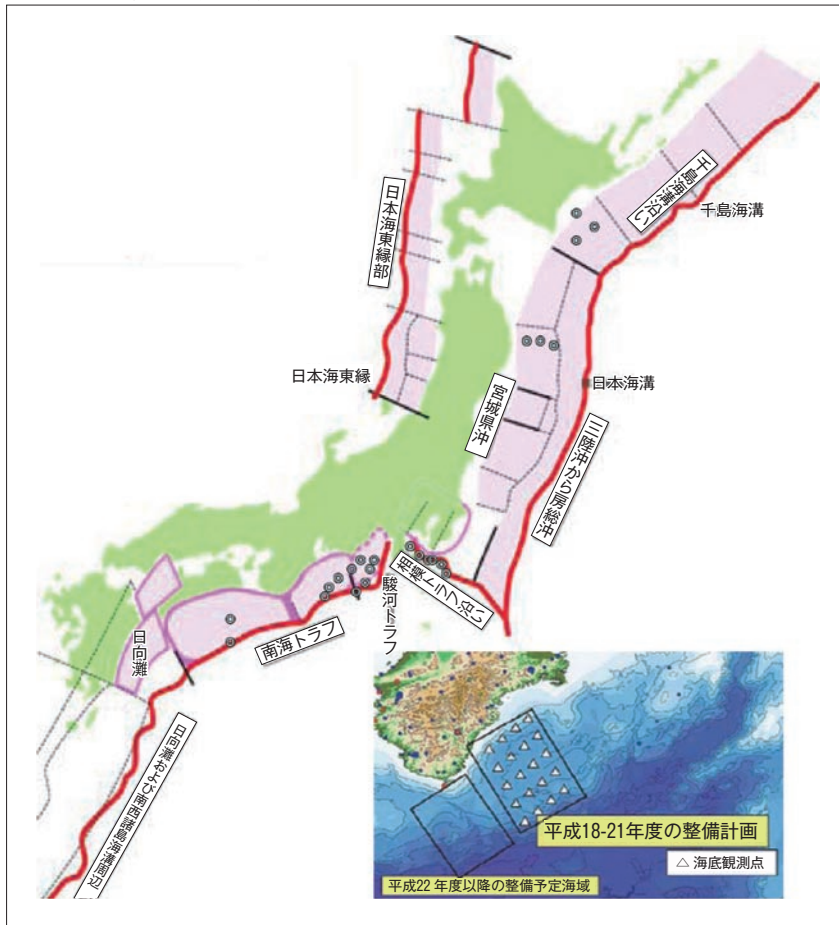 千島海溝沿い
千島海溝
日本海東縁部
日本海東縁
日本海溝
宮城県沖
三陸沖から房総沖
相模トラフ沿い
駿河トラフ
南海トラフ
日向灘
日向灘および南西諸島海溝周辺
平成18-21年度の整備計画
△ 海底観測点
平成22年度以降の整備予定海域